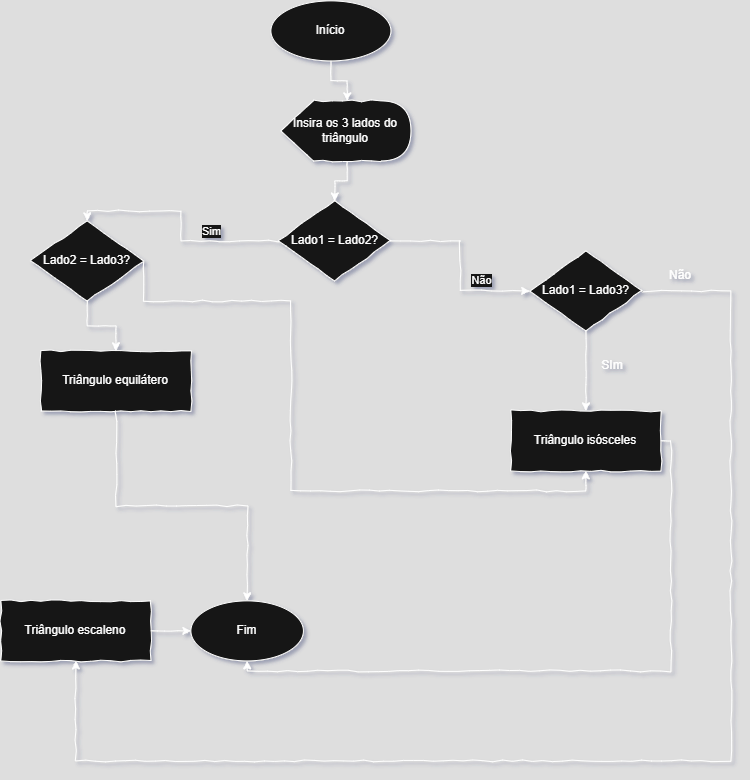 Início
Insira os 3 lados do
triângulo
Sim
Lado1 = Lado2?
Lado2 = Lado3?
Não
Lado1 = Lado3?
Não
Sim
Triângulo equilátero
Triângulo isósceles
Triângulo escaleno
Fim